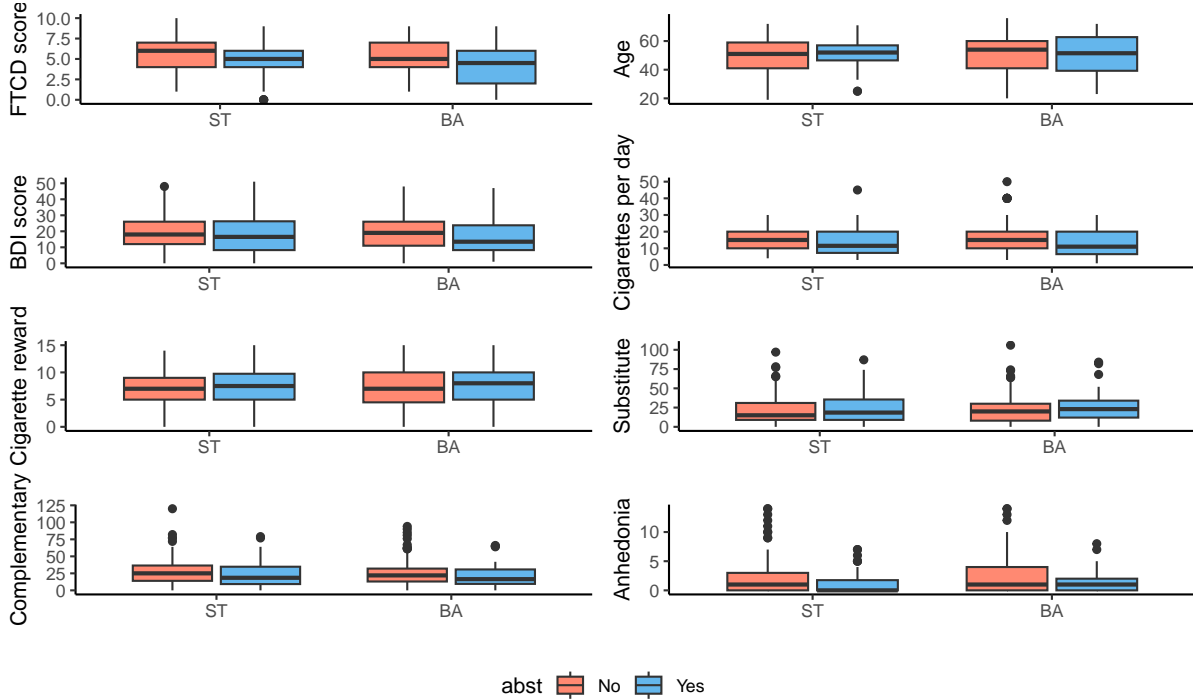 FTCD score
10.0
7.5
5.0
2.5
0.0
ST BA
Age
60
40
20
ST BA
BDI score
50
40
30
20
10
0
ST BA
Cigarettes per day
50
40
30
20
10
0
ST BA
Cigarette reward
15
10
5
0
ST BA
Substitute
100
75
50
25
0
ST BA
Complementary
125
100
75
50
25
0
ST BA
Anhedonia
10
5
0
ST BA
abst No Yes